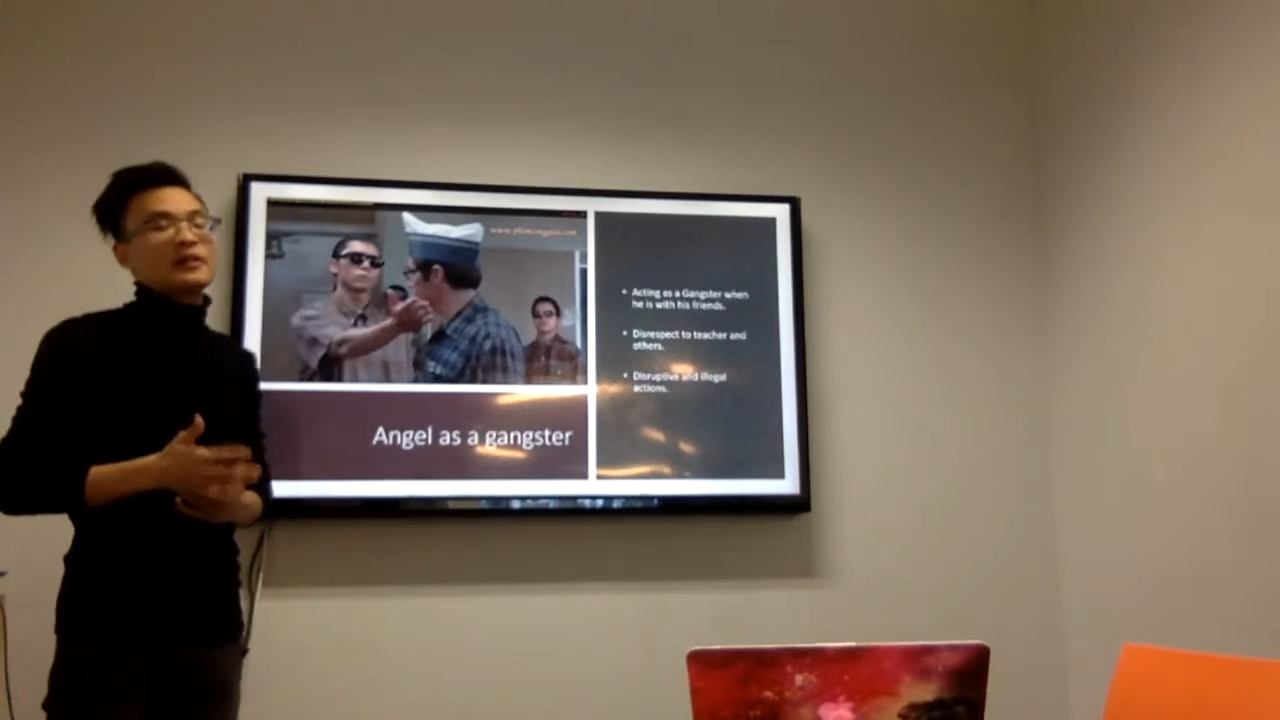 Angel as a gangster
• Acting as a Gangster when
he is with his friends.
• Disrespect to teacher and
others.
• Disruptive and illegal
actions.